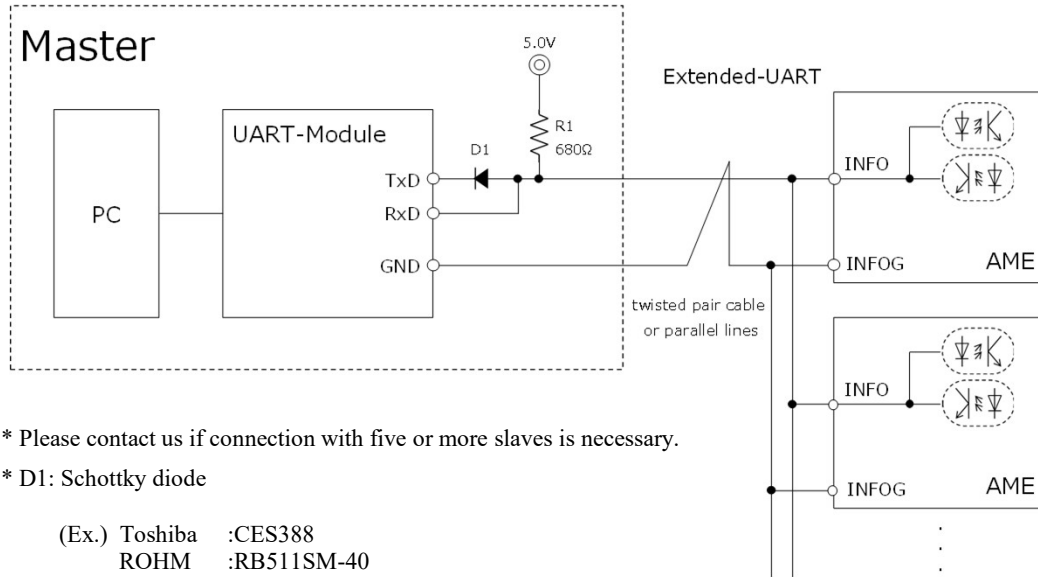 Master
5.0V
Extended-UART
R1
680Ω
UART-Module
D1
INFO
TxD
PC
RxD
GND
INFOG
AME
twisted pair cable
or parallel lines
INFO
INFOG
AME
* Please contact us if connection with five or more slaves is necessary.
* D1: Schottky diode
(Ex.) Toshiba :CES388
ROHM :RB511SM-40